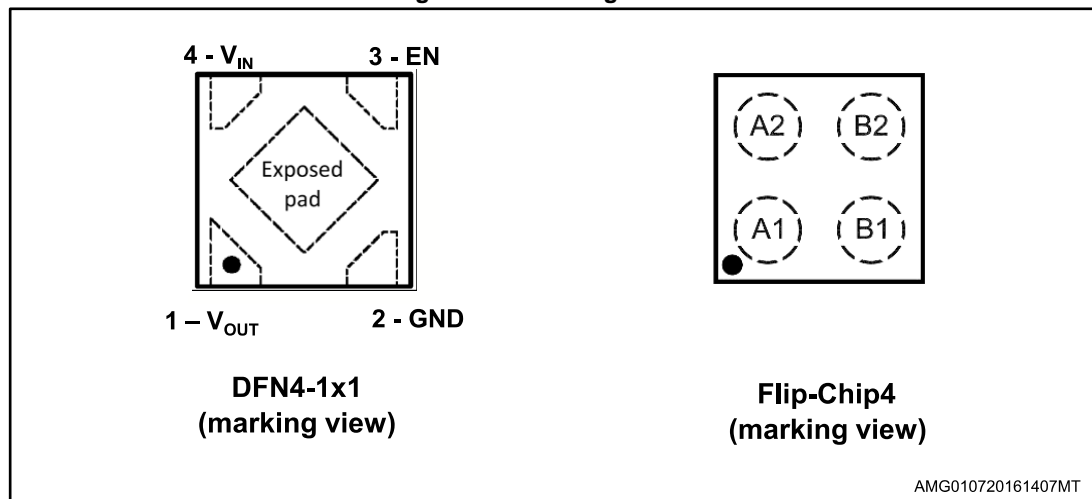 4 - VIN
3 - EN
Exposed
pad
1 – VOUT
2 - GND
DFN4-1x1
(marking view)
A2
B2
A1
B1
Flip-Chip4
(marking view)
AMG010720161407MT